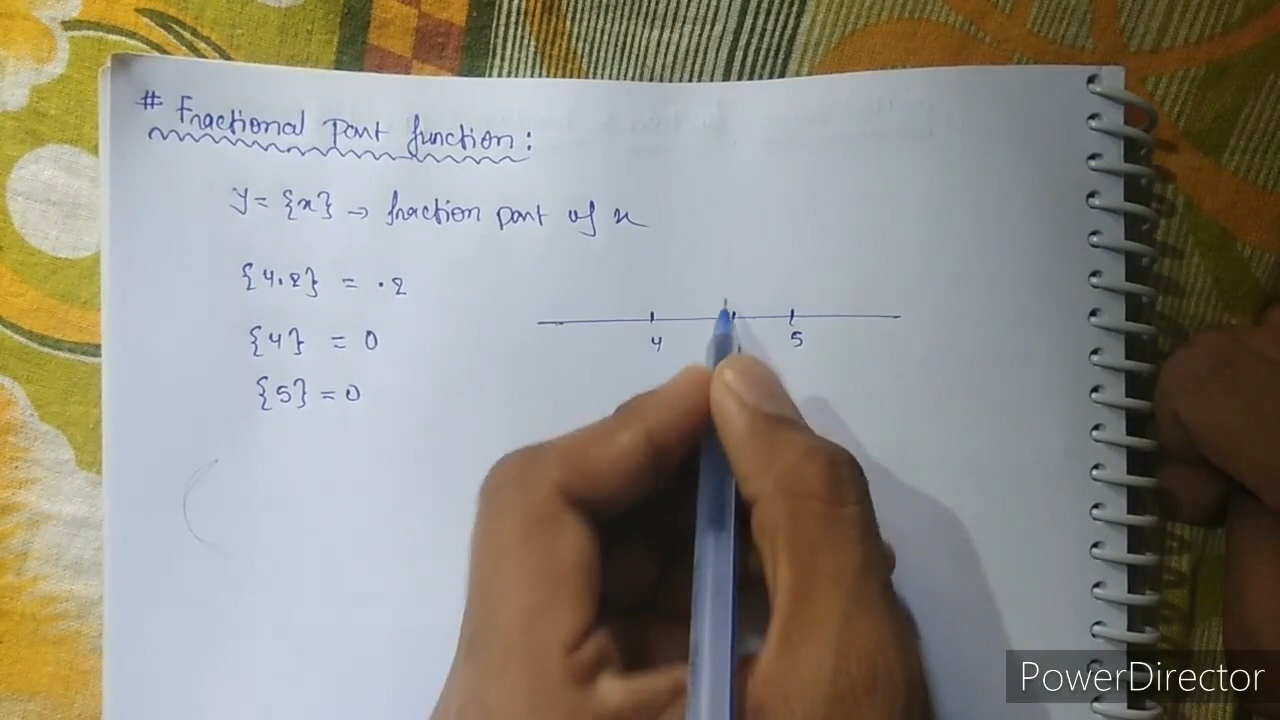 # Fractional part function:
y = {x} → fraction part of x
{4.2} = .2
{4} = 0
{5} = 0
4 5
PowerDirector